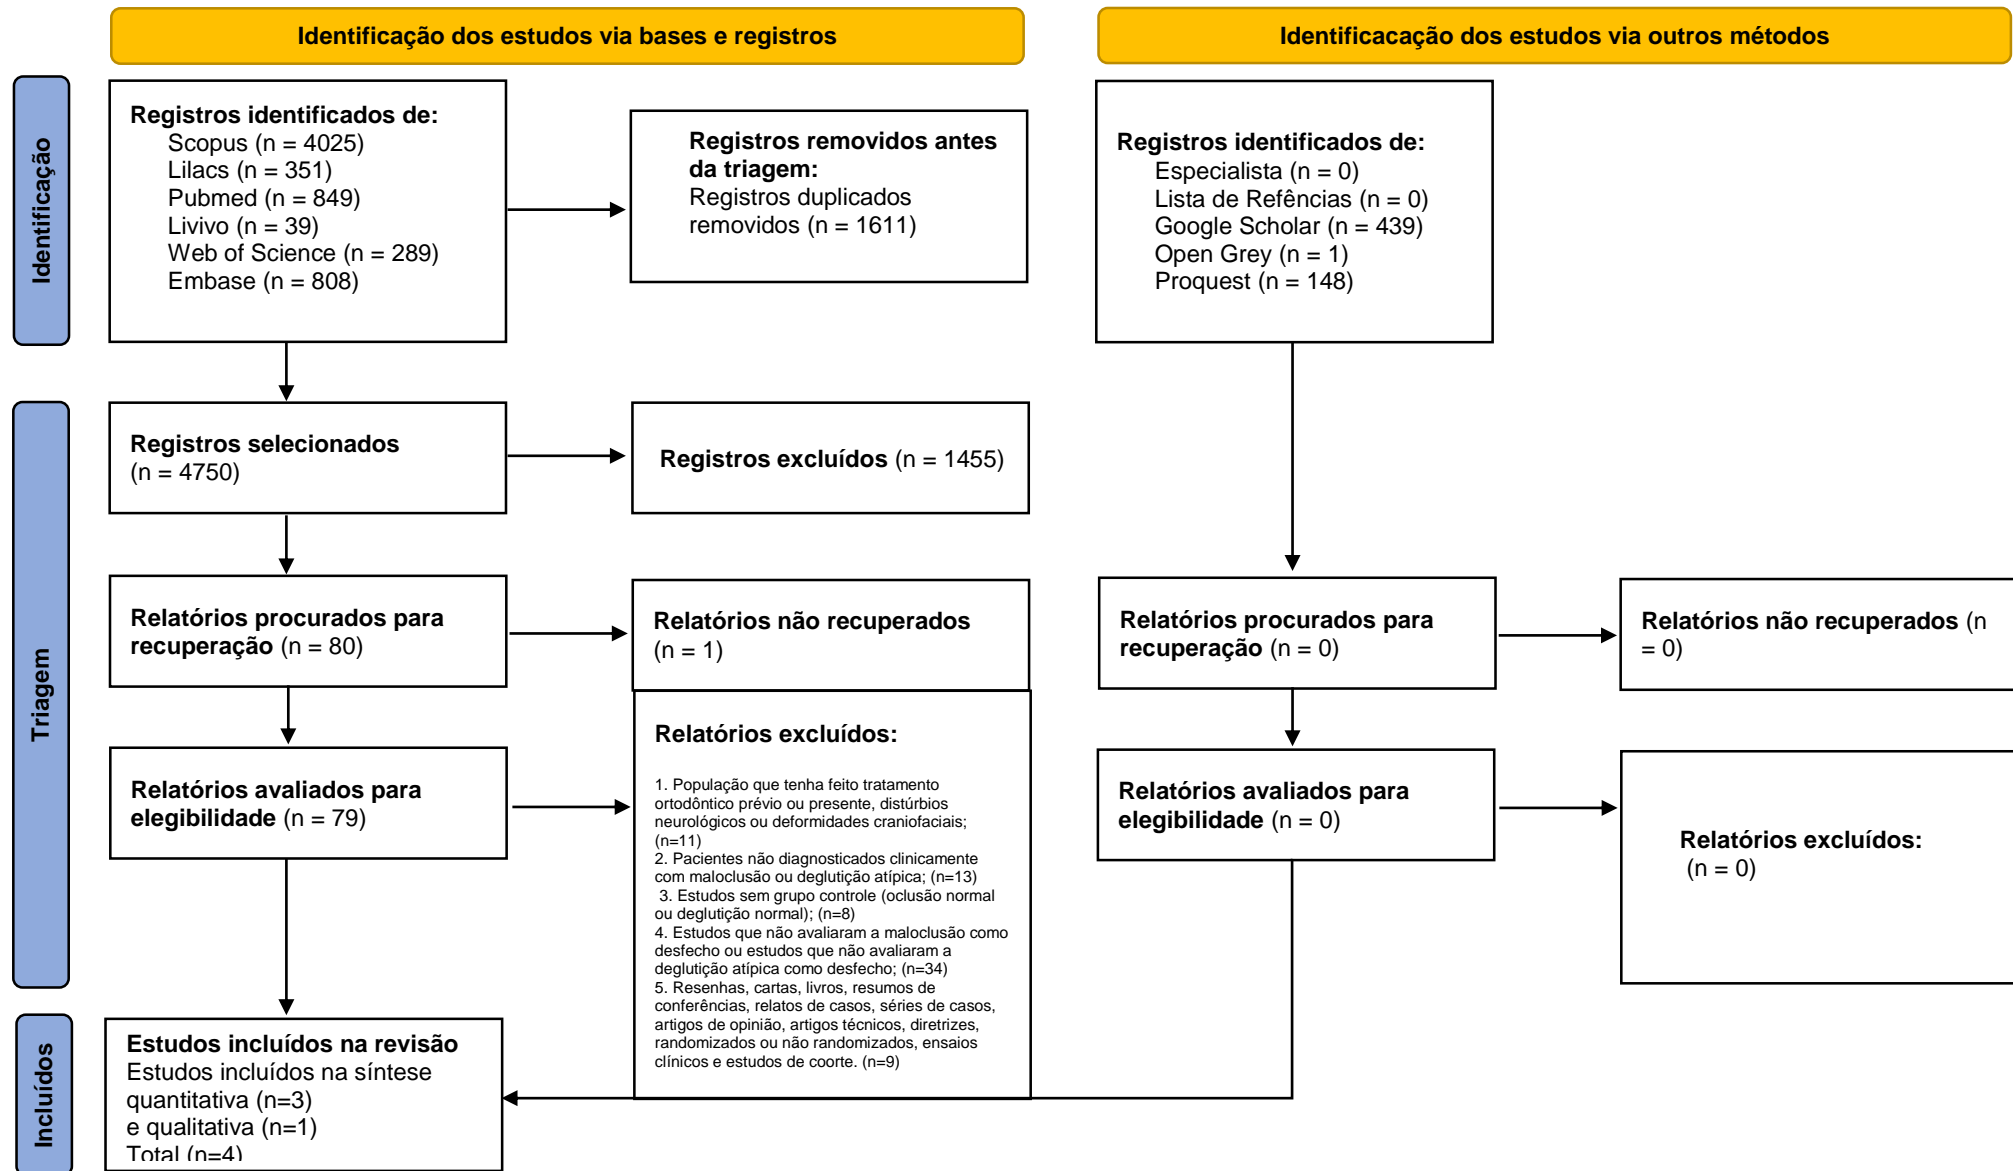 Identificação dos estudos via bases e registros
Identificacação dos estudos via outros métodos
Identificação
Registros identificados de:
Scopus (n = 4025)
Lilacs (n = 351)
Pubmed (n = 849)
Livivo (n = 39)
Web of Science (n = 289)
Embase (n = 808)
Registros removidos antes
da triagem:
Registros duplicados
removidos (n = 1611)
Registros identificados de:
Especialista (n = 0)
Lista de Refências (n = 0)
Google Scholar (n = 439)
Open Grey (n = 1)
Proquest (n = 148)
Triagem
Registros selecionados
(n = 4750)
Registros excluídos (n = 1455)
Relatórios procurados para
recuperação (n = 80)
Relatórios não recuperados
(n = 1)
Relatórios procurados para
recuperação (n = 0)
Relatórios não recuperados (n
= 0)
Relatórios avaliados para
elegibilidade (n = 79)
Relatórios excluídos:
1. População que tenha feito tratamento
ortodôntico prévio ou presente, distúrbios
neurológicos ou deformidades craniofaciais;
(n=11)
2. Pacientes não diagnosticados clinicamente
com maloclusão ou deglutição atípica; (n=13)
3. Estudos sem grupo controle (oclusão normal
ou deglutição normal); (n=8)
4. Estudos que não avaliaram a maloclusão como
desfecho ou estudos que não avaliaram a
deglutição atípica como desfecho; (n=34)
5. Resenhas, cartas, livros, resumos de
conferências, relatos de casos, séries de casos,
artigos de opinião, artigos técnicos, diretrizes,
randomizados ou não randomizados, ensaios
clínicos e estudos de coorte. (n=9)
Relatórios avaliados para
elegibilidade (n = 0)
Relatórios excluídos:
(n = 0)
Incluídos
Estudos incluídos na revisão
Estudos incluídos na síntese
quantitativa (n=3)
e qualitativa (n=1)
Total (n=4)